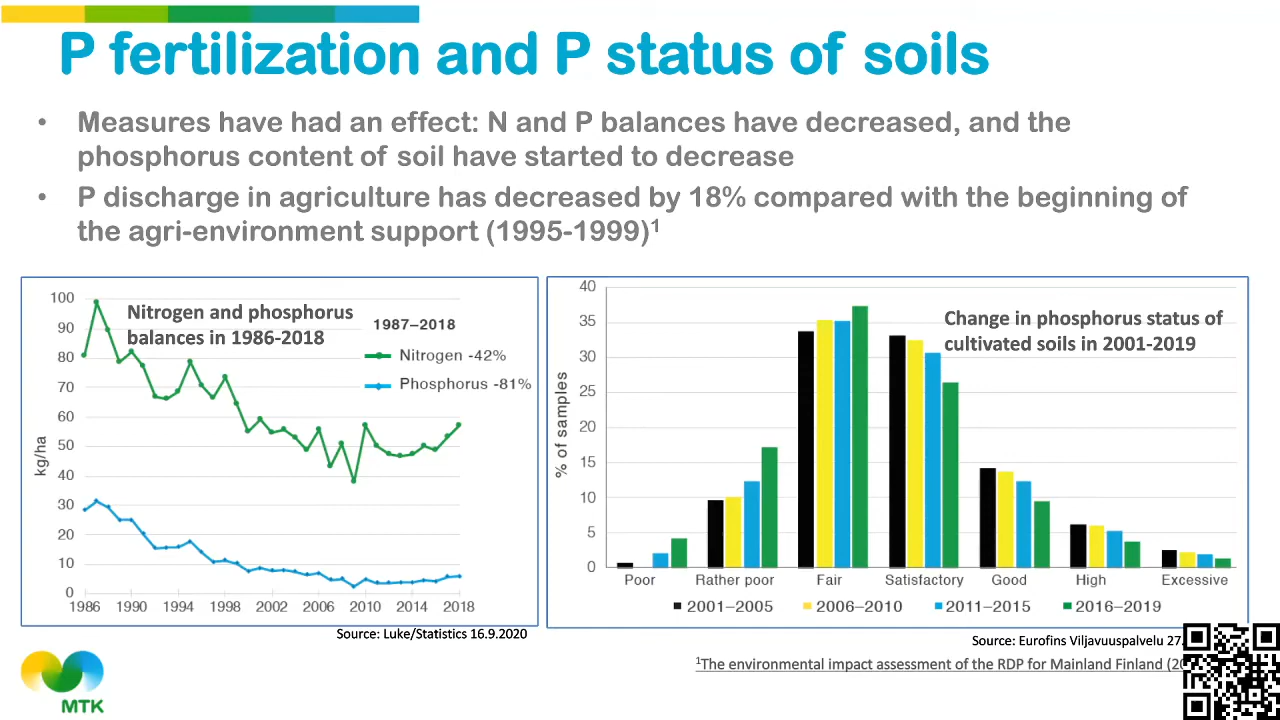 P fertilization and P status of soils
• Measures have had an effect: N and P balances have decreased, and the
phosphorus content of soil have started to decrease
• P discharge in agriculture has decreased by 18% compared with the beginning of
the agri-environment support (1995-1999)¹
Nitrogen and phosphorus
balances in 1986-2018
1987–2018
Nitrogen -42%
Phosphorus -81%
kg/ha
100
90
80
70
60
50
40
30
20
10
0
1986 1990 1994 1998 2002 2006 2010 2014 2018
Source: Luke/Statistics 16.9.2020
Change in phosphorus status of
cultivated soils in 2001-2019
% of samples
40
35
30
25
20
15
10
5
0
Poor Rather poor Fair Satisfactory Good High Excessive
2001–2005 2006–2010 2011–2015 2016–2019
Source: Eurofins Viljavuuspalvelu 27.
¹The environmental impact assessment of the RDP for Mainland Finland (20
MTK